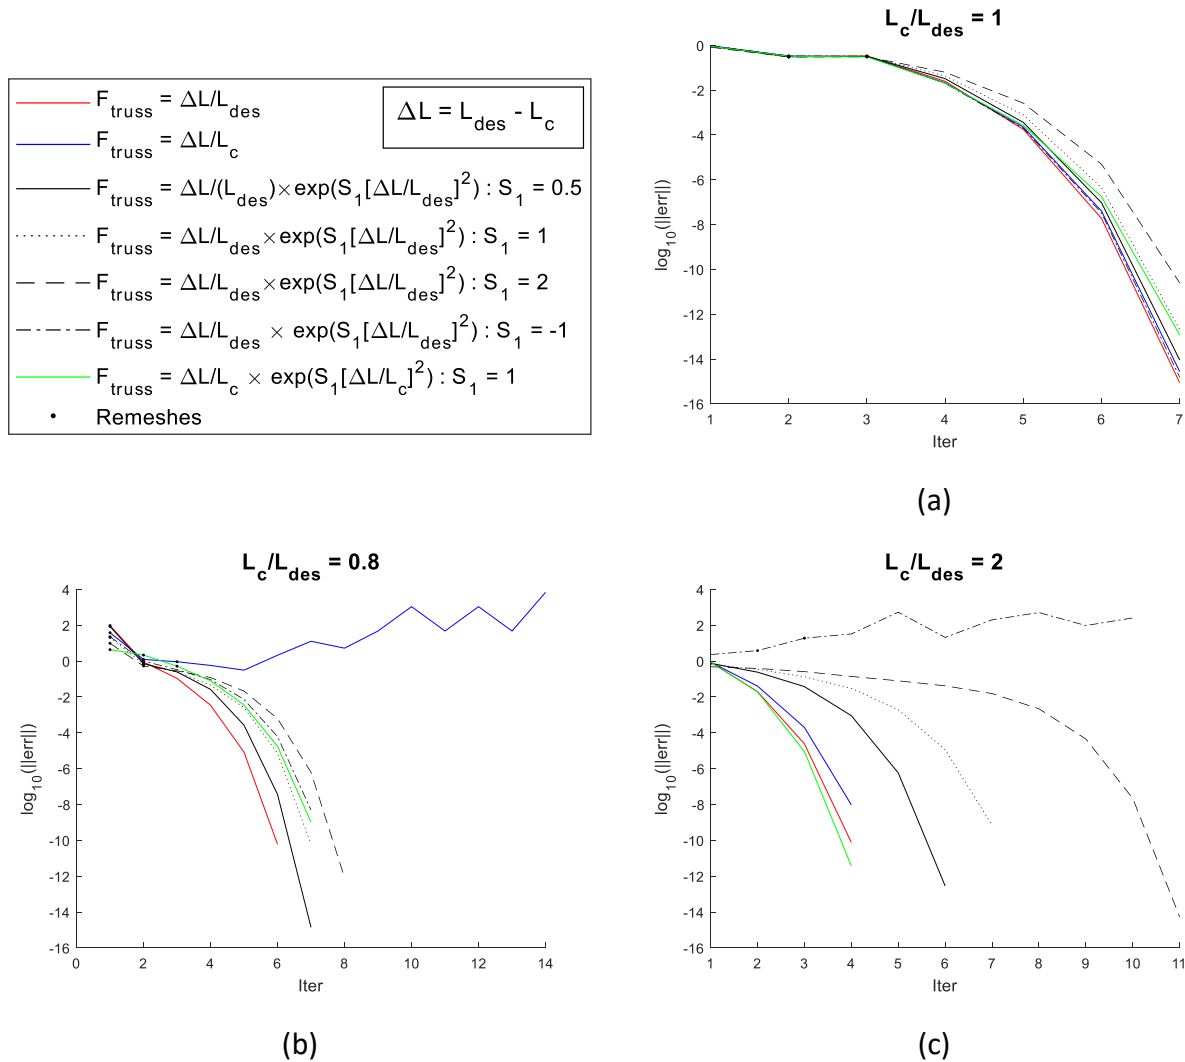 L_c/L_des = 1
F_truss = ΔL/L_des
ΔL = L_des - L_c
F_truss = ΔL/L_c
F_truss = ΔL/(L_des)×exp(S_1[ΔL/L_des]^2) : S_1 = 0.5
F_truss = ΔL/L_des×exp(S_1[ΔL/L_des]^2) : S_1 = 1
F_truss = ΔL/L_des×exp(S_1[ΔL/L_des]^2) : S_1 = 2
F_truss = ΔL/L_des × exp(S_1[ΔL/L_des]^2) : S_1 = -1
F_truss = ΔL/L_c × exp(S_1[ΔL/L_c]^2) : S_1 = 1
Remeshes
0
-2
-4
-6
-8
-10
-12
-14
-16
log_10(||err||)
1 2 3 4 5 6 7
Iter
(a)
L_c/L_des = 0.8
4
2
0
-2
-4
-6
-8
-10
-12
-14
-16
log_10(||err||)
0 2 4 6 8 10 12 14
Iter
(b)
L_c/L_des = 2
4
2
0
-2
-4
-6
-8
-10
-12
-14
-16
log_10(||err||)
1 2 3 4 5 6 7 8 9 10 11
Iter
(c)